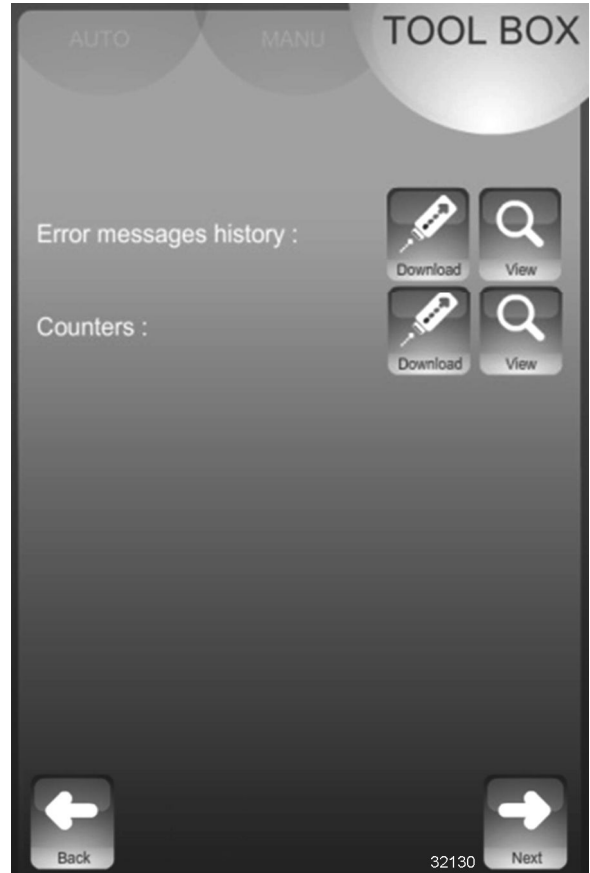 AUTO MANU TOOL BOX
Error messages history :
Download View
Counters :
Download View
Back 32130 Next